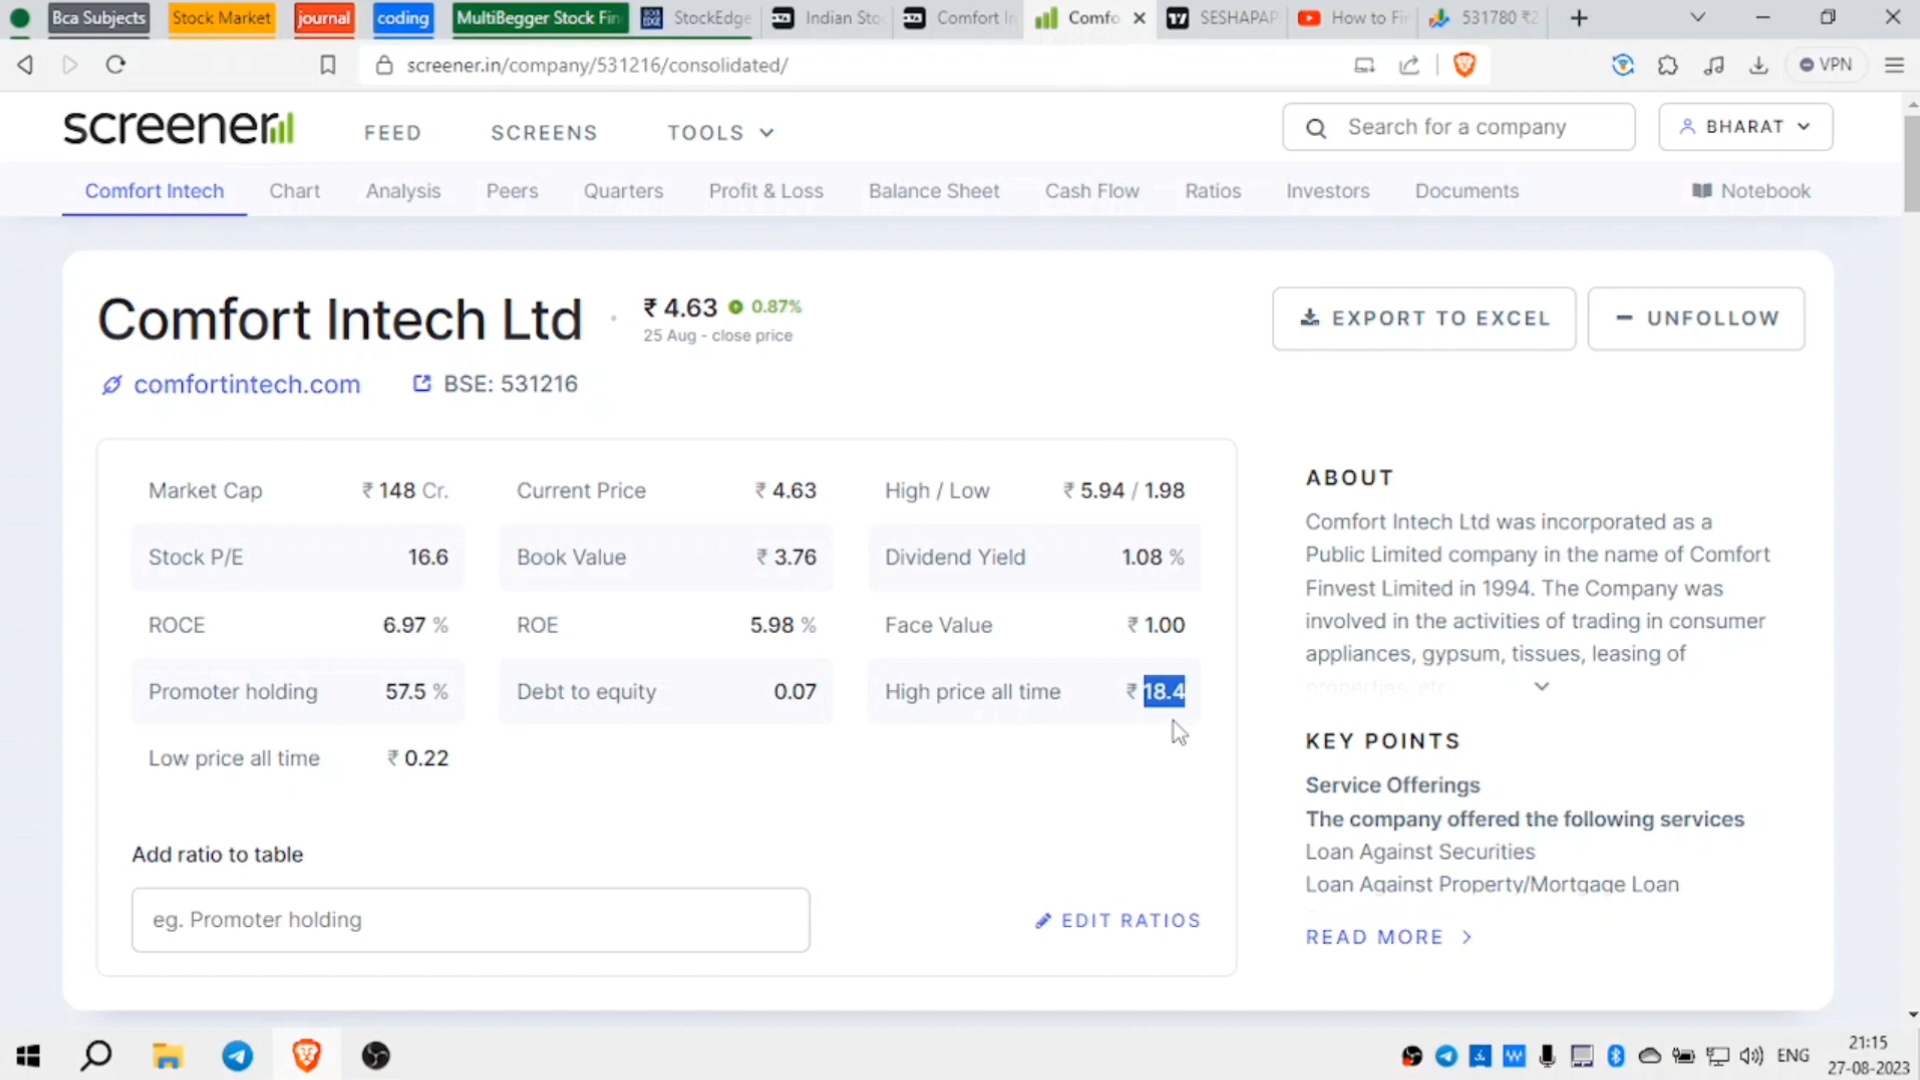 Bca Subjects Stock Market journal coding MultiBegger Stock Fin StockEdge Indian Sto Comfort In Comfo SESHAPAP How to Fi 531780 ₹2
screener.in/company/531216/consolidated/ VPN
screener FEED SCREENS TOOLS Search for a company BHARAT
Comfort Intech Chart Analysis Peers Quarters Profit & Loss Balance Sheet Cash Flow Ratios Investors Documents Notebook
Comfort Intech Ltd · ₹ 4.63 0.87%
25 Aug - close price
EXPORT TO EXCEL UNFOLLOW
comfortintech.com BSE: 531216
Market Cap ₹ 148 Cr. Current Price ₹ 4.63 High / Low ₹ 5.94 / 1.98
Stock P/E 16.6 Book Value ₹ 3.76 Dividend Yield 1.08 %
ROCE 6.97 % ROE 5.98 % Face Value ₹ 1.00
Promoter holding 57.5 % Debt to equity 0.07 High price all time ₹ 18.4
Low price all time ₹ 0.22
Add ratio to table
eg. Promoter holding EDIT RATIOS
ABOUT
Comfort Intech Ltd was incorporated as a
Public Limited company in the name of Comfort
Finvest Limited in 1994. The Company was
involved in the activities of trading in consumer
appliances, gypsum, tissues, leasing of
properties, etc
KEY POINTS
Service Offerings
The company offered the following services
Loan Against Securities
Loan Against Property/Mortgage Loan
READ MORE
ENG 21:15
27-08-2023